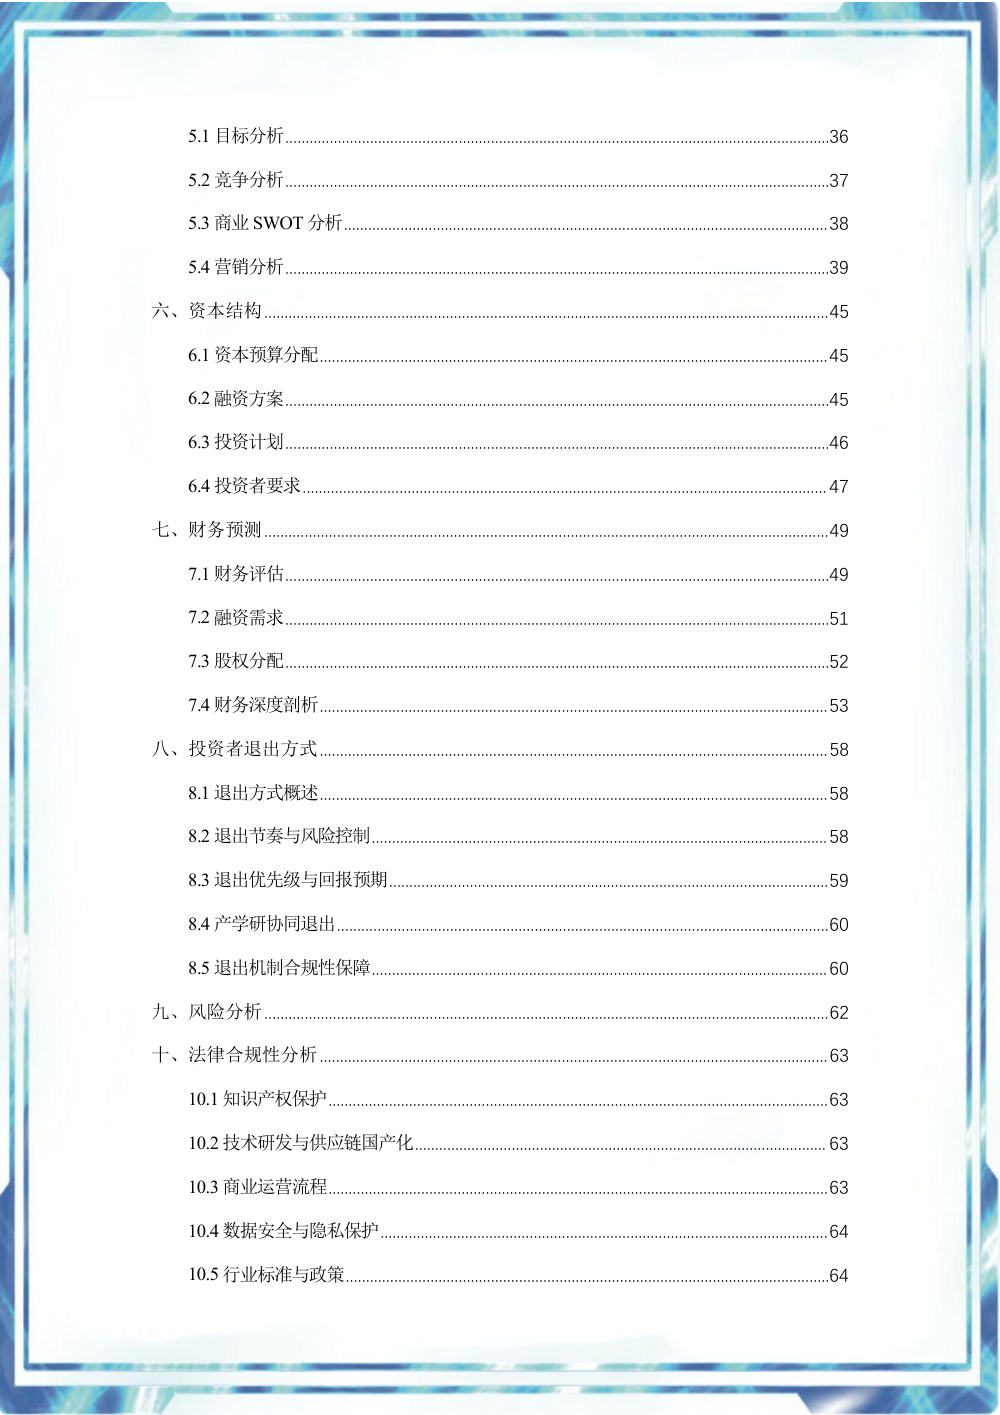 5.1 目标分析 36
5.2 竞争分析 37
5.3 商业 SWOT 分析 38
5.4 营销分析 39
六、资本结构 45
6.1 资本预算分配 45
6.2 融资方案 45
6.3 投资计划 46
6.4 投资者要求 47
七、财务预测 49
7.1 财务评估 49
7.2 融资需求 51
7.3 股权分配 52
7.4 财务深度剖析 53
八、投资者退出方式 58
8.1 退出方式概述 58
8.2 退出节奏与风险控制 58
8.3 退出优先级与回报预期 59
8.4 产学研协同退出 60
8.5 退出机制合规性保障 60
九、风险分析 62
十、法律合规性分析 63
10.1 知识产权保护 63
10.2 技术研发与供应链国产化 63
10.3 商业运营流程 63
10.4 数据安全与隐私保护 64
10.5 行业标准与政策 64